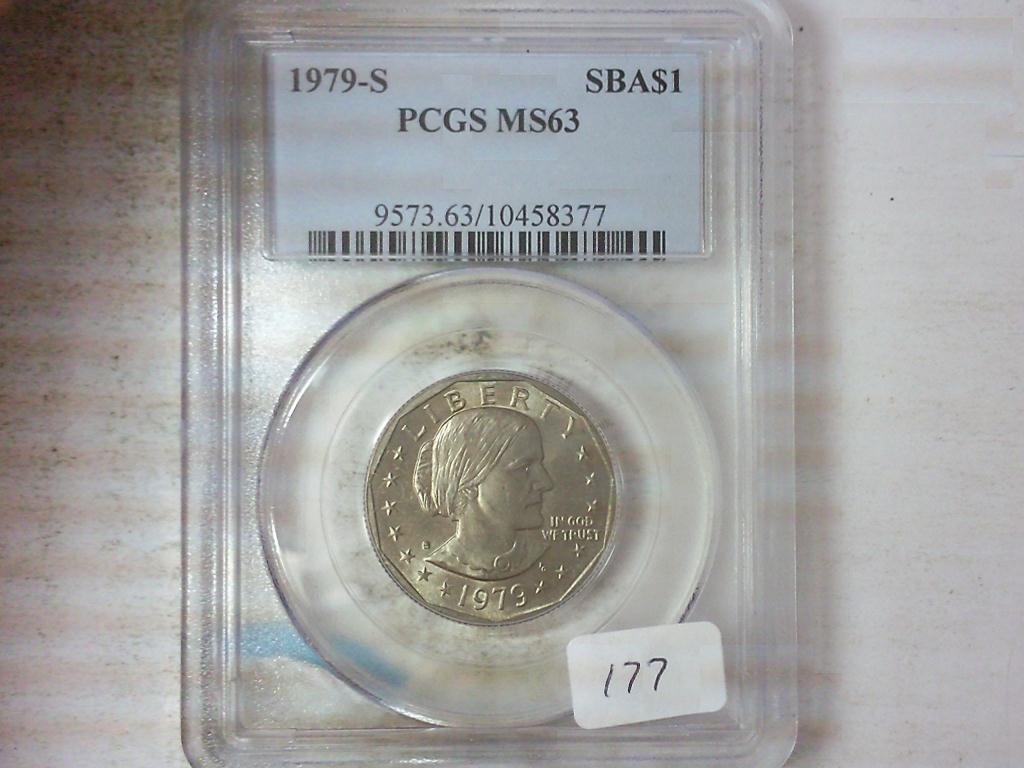 1979-S SBA$1
PCGS MS63
9573.63/10458377
LIBERTY
IN GOD
WE TRUST
S
1979
177